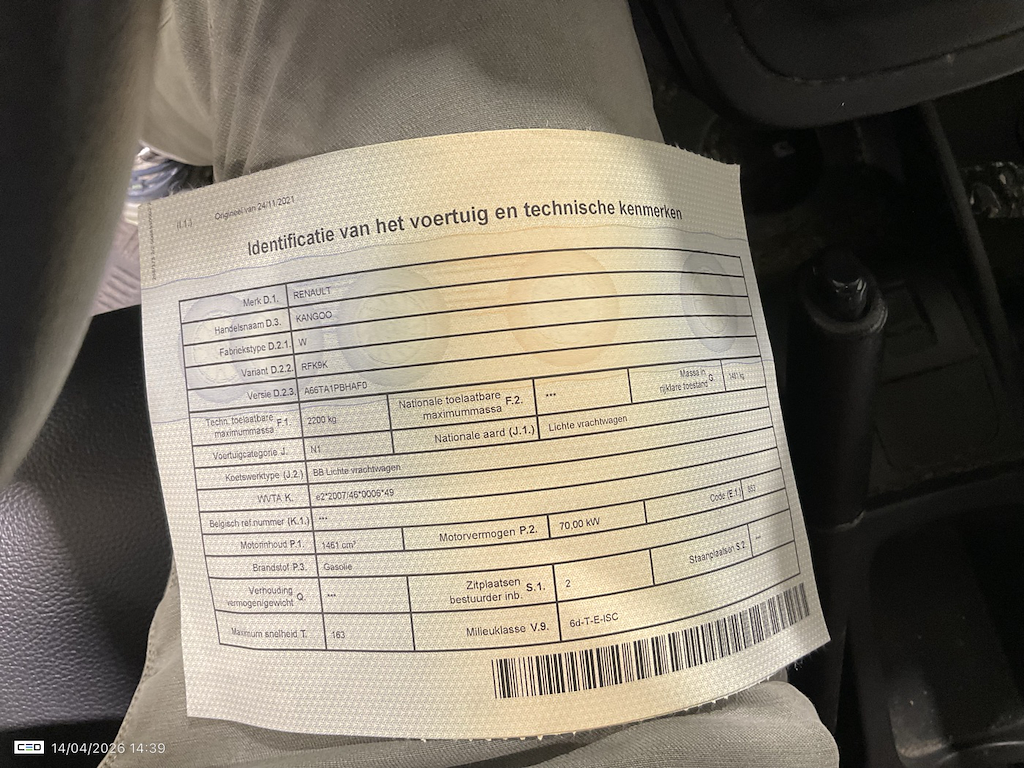 Origineel van 24/11/2021
Identificatie van het voertuig en technische kenmerken
Merk D.1. RENAULT
Handelsnaam D.3. KANGOO
Fabriekstype D.2.1. W
Variant D.2.2. RFK9K
Versie D.2.3. A66TA1PBHAF0
Techn. toelaatbare maximummassa F.1. 2200 kg Nationale toelaatbare maximummassa F.2. *** Massa in rijklare toestand G. kg
Voertuigcategorie J. N1 Nationale aard (J.1.) Lichte vrachtwagen
Koetswerktype (J.2.) BB Lichte vrachtwagen
WVTA K. e2*2007/46*0006*49
Belgisch ref.nummer (K.1.) ***
Motorinhoud P.1. 1461 cm³ Motorvermogen P.2. 70,00 kW Code (E.1.)
Brandstof P.3. Gasolie
Verhouding vermogen/gewicht Q. *** Zitplaatsen bestuurder inb. S.1. 2 Staanplaatsen S.2. ***
Maximum snelheid T. 163 Milieuklasse V.9. 6d-T-E-ISC
CED 14/04/2026 14:39